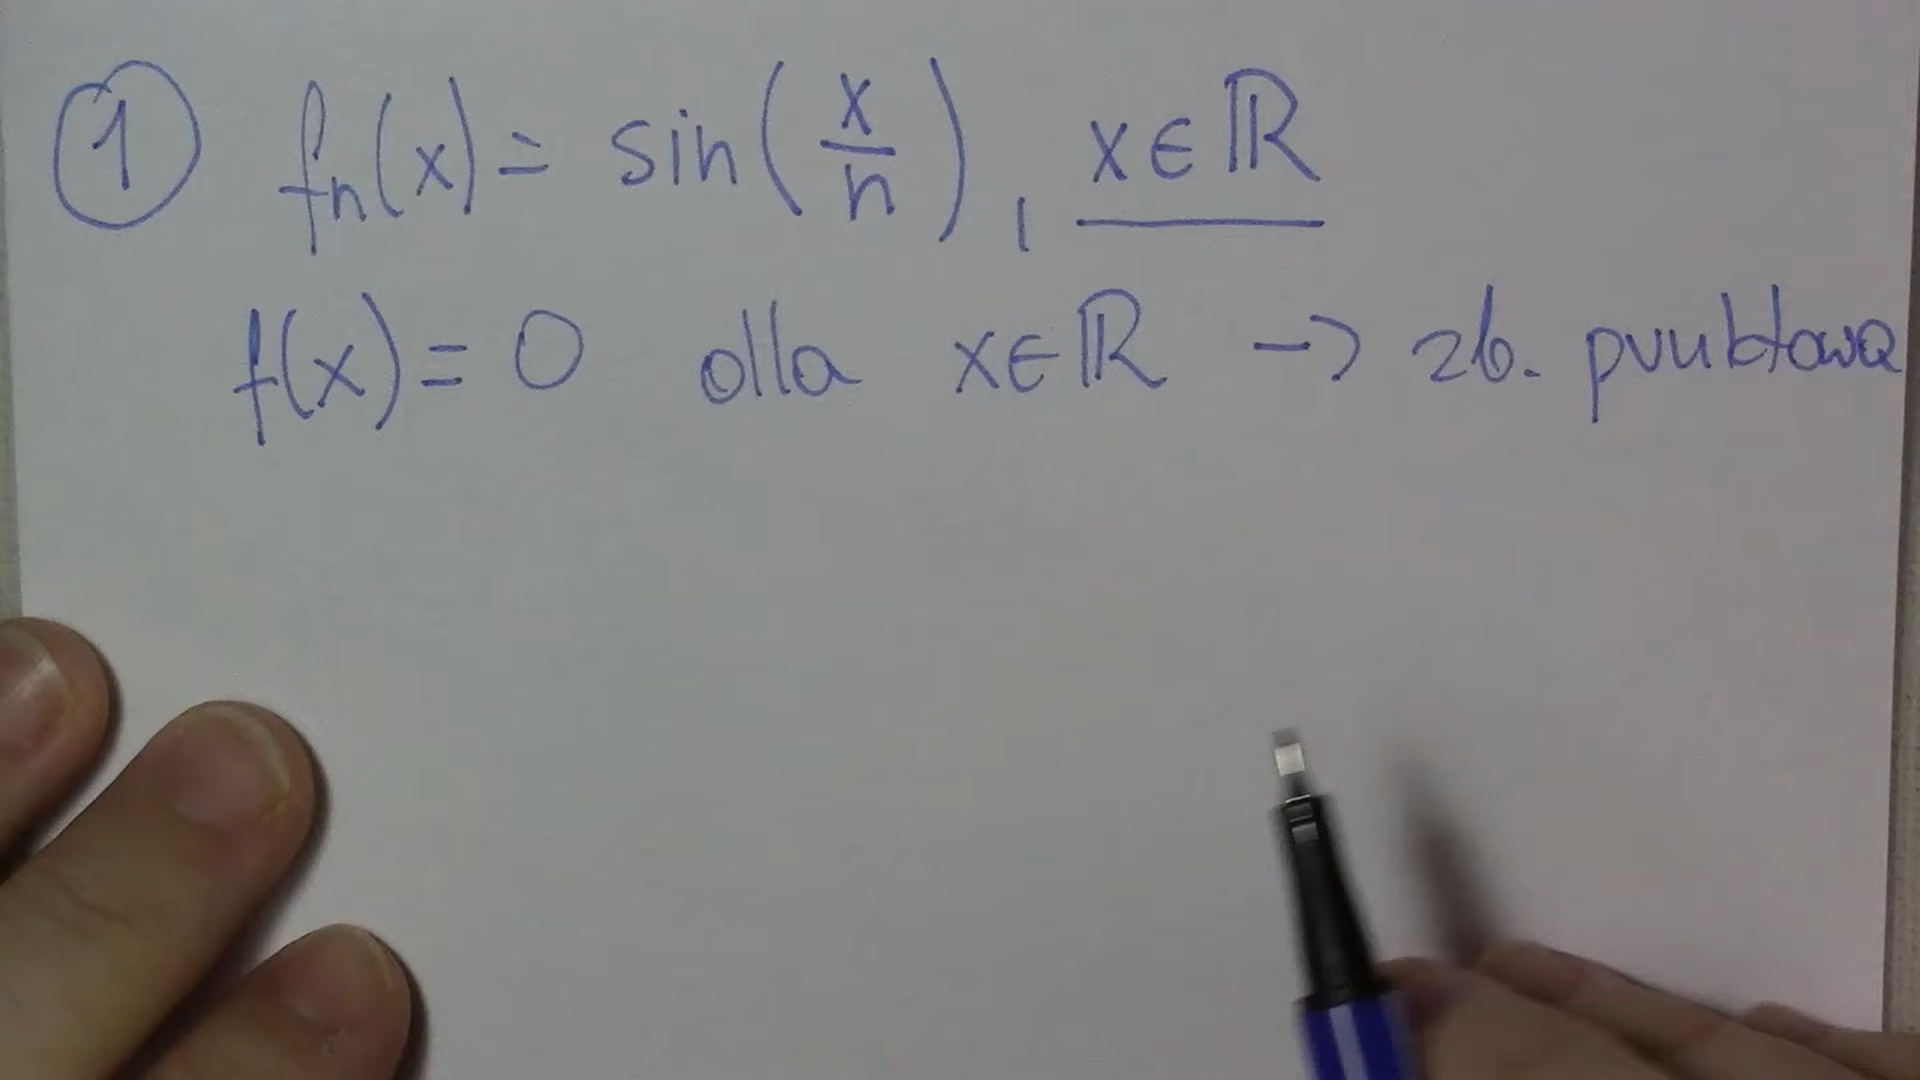 1 fn(x) = sin(x/n), x∈ℝ
f(x) = 0 dla x∈ℝ → zb. punktowa